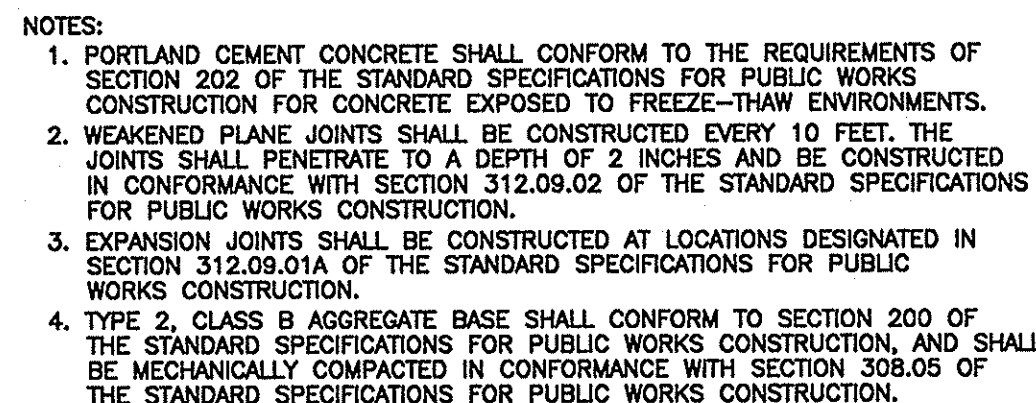 NOTES:
1. PORTLAND CEMENT CONCRETE SHALL CONFORM TO THE REQUIREMENTS OF
SECTION 202 OF THE STANDARD SPECIFICATIONS FOR PUBLIC WORKS
CONSTRUCTION FOR CONCRETE EXPOSED TO FREEZE-THAW ENVIRONMENTS.
2. WEAKENED PLANE JOINTS SHALL BE CONSTRUCTED EVERY 10 FEET. THE
JOINTS SHALL PENETRATE TO A DEPTH OF 2 INCHES AND BE CONSTRUCTED
IN CONFORMANCE WITH SECTION 312.09.02 OF THE STANDARD SPECIFICATIONS
FOR PUBLIC WORKS CONSTRUCTION.
3. EXPANSION JOINTS SHALL BE CONSTRUCTED AT LOCATIONS DESIGNATED IN
SECTION 312.09.01A OF THE STANDARD SPECIFICATIONS FOR PUBLIC
WORKS CONSTRUCTION.
4. TYPE 2, CLASS B AGGREGATE BASE SHALL CONFORM TO SECTION 200 OF
THE STANDARD SPECIFICATIONS FOR PUBLIC WORKS CONSTRUCTION, AND SHALL
BE MECHANICALLY COMPACTED IN CONFORMANCE WITH SECTION 308.05 OF
THE STANDARD SPECIFICATIONS FOR PUBLIC WORKS CONSTRUCTION.